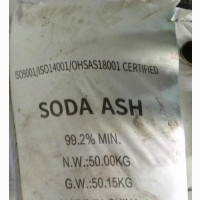 ISO9001/ISO14001/OHSAS18001 CERTIFIED
SODA ASH
99.2% MIN.
N.W.:50.00KG
G.W.:50.15KG